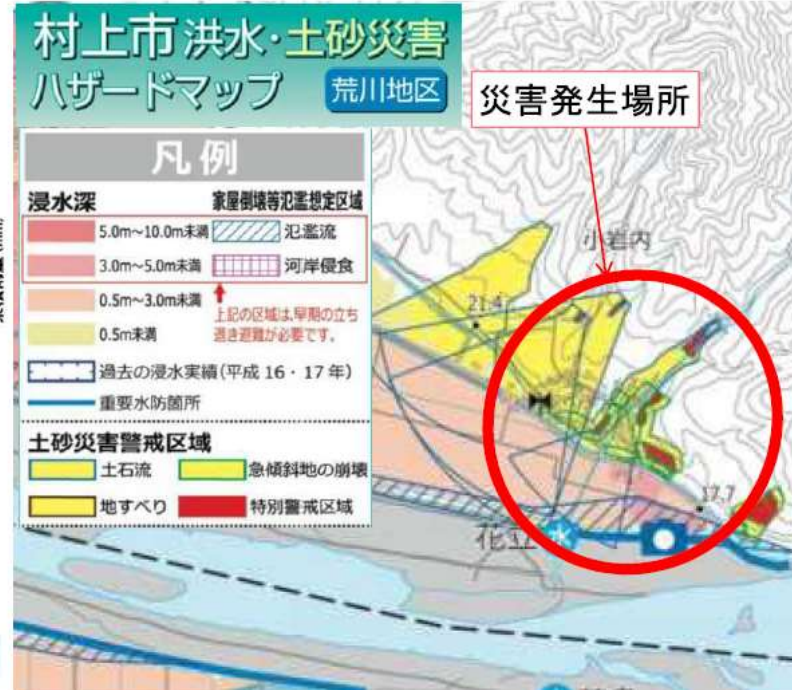 村上市 洪水・土砂災害
ハザードマップ 荒川地区
災害発生場所
凡例
浸水深
家屋倒壊等氾濫想定区域
5.0m～10.0m未満
氾濫流
3.0m～5.0m未満
河岸侵食
0.5m～3.0m未満
上記の区域は早期の立ち
退き避難が必要です。
0.5m未満
過去の浸水実績(平成16・17年)
重要水防箇所
土砂災害警戒区域
土石流
急傾斜地の崩壊
地すべり
特別警戒区域
小岩内
21.4
17.7
花立
水